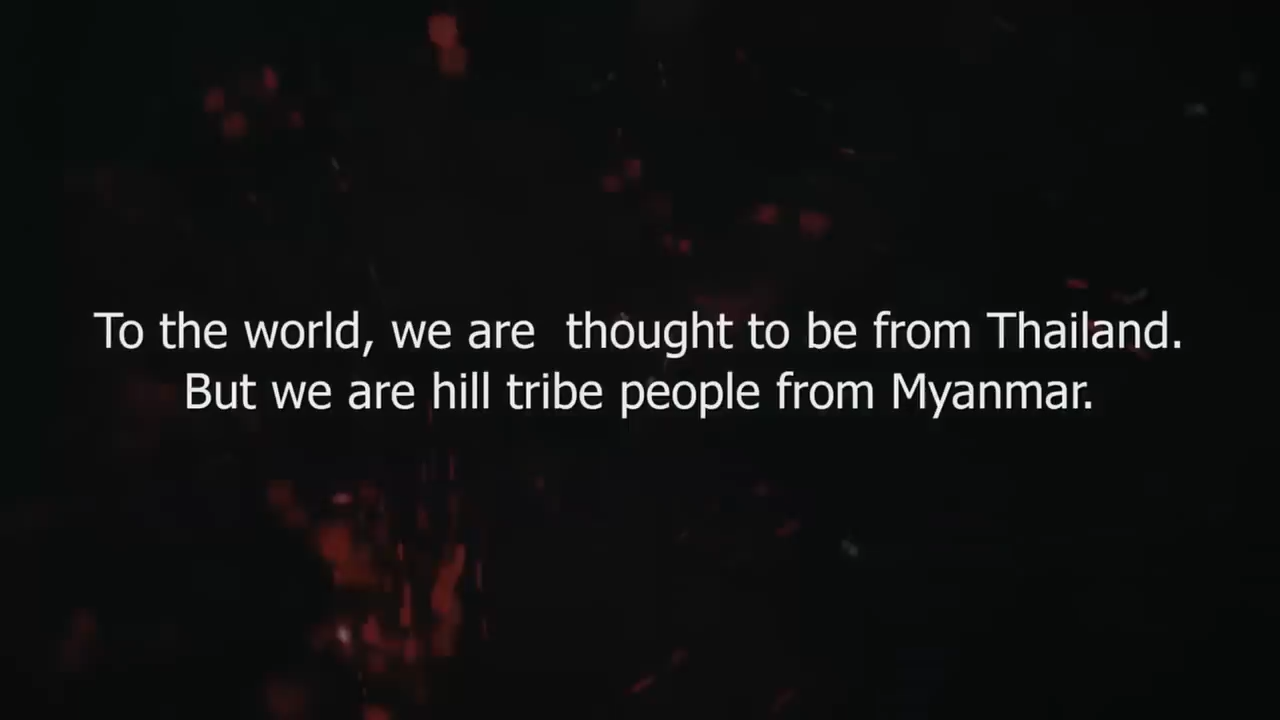 To the world, we are  thought to be from Thailand.
But we are hill tribe people from Myanmar.